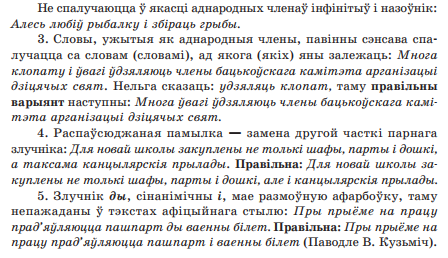 Не спалучаюцца ў якасці аднародных членаў інфінітыў і назоўнік:
Алесь любіў рыбалку і збіраць грыбы.
3. Словы, ужытыя як аднародныя члены, павінны сэнсава спа-
лучацца са словам (словамі), ад якога (якіх) яны залежаць: Многа
клопату і ўвагі ўдзяляюць члены бацькоўскага камітэта арганізацыі
дзіцячых свят. Нельга сказаць: удзяляць клопат, таму правільны
варыянт наступны: Многа ўвагі ўдзяляюць члены бацькоўскага камі-
тэта арганізацыі дзіцячых свят.
4. Распаўсюджаная памылка — замена другой часткі парнага
злучніка: Для новай школы закуплены не толькі шафы, парты і дошкі,
а таксама канцылярскія прылады. Правільна: Для новай школы за-
куплены не толькі шафы, парты і дошкі, але і канцылярскія прылады.
5. Злучнік ды, сінанімічны і, мае размоўную афарбоўку, таму
непажаданы ў тэкстах афіцыйнага стылю: Пры прыёме на працу
прад'яўляюцца пашпарт ды ваенны білет. Правільна: Пры прыёме на
працу прад'яўляюцца пашпарт і ваенны білет (Паводле В. Кузьміч).